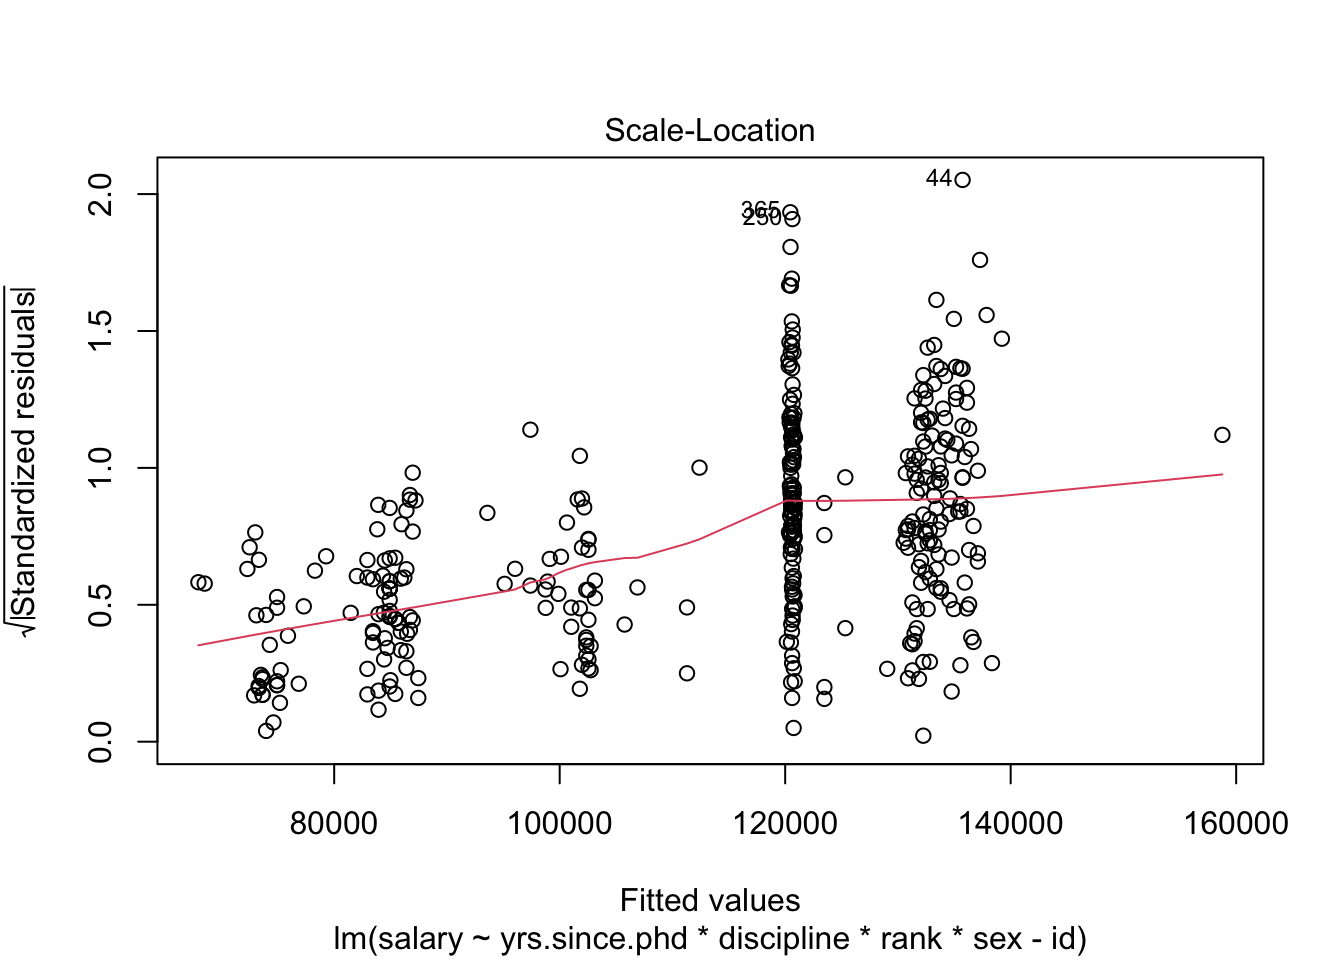 Scale-Location
√|Standardized residuals|
2.0
1.5
1.0
0.5
0.0
44
365
250
80000 100000 120000 140000 160000
Fitted values
lm(salary ~ yrs.since.phd * discipline * rank * sex - id)